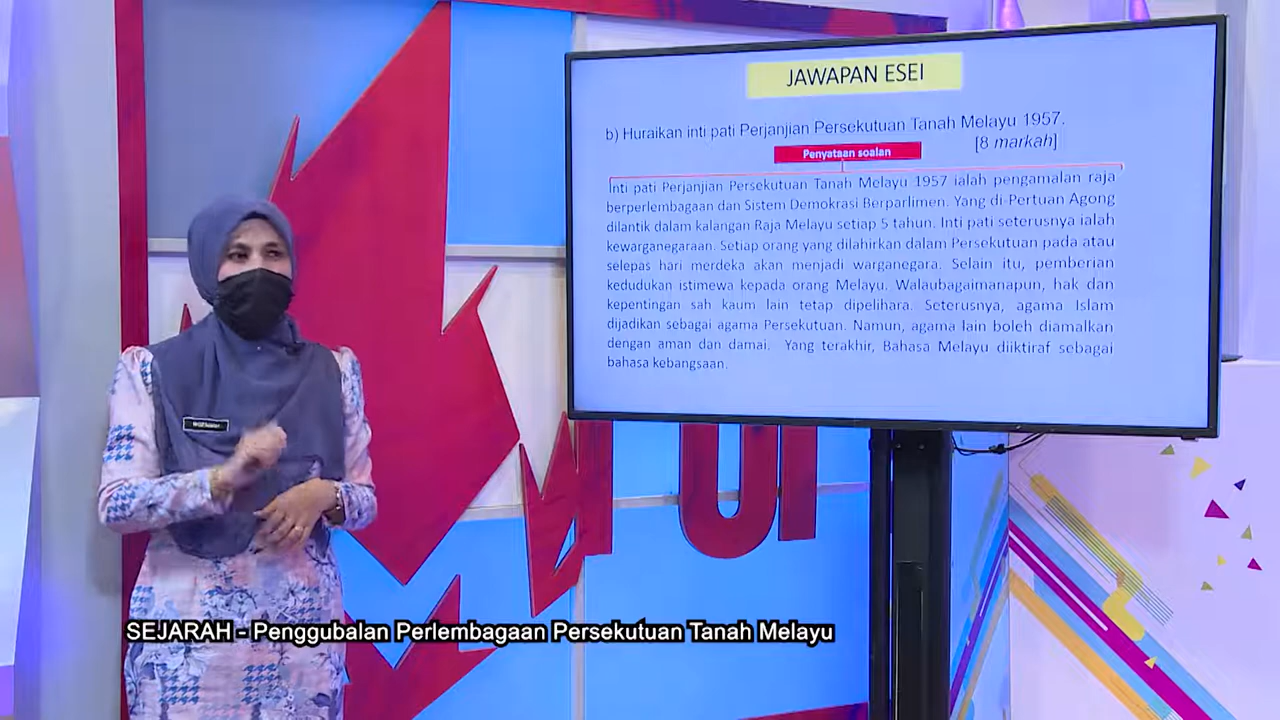 JAWAPAN ESEI
b) Huraikan inti pati Perjanjian Persekutuan Tanah Melayu 1957.
[8 markah]
Penyataan soalan
Inti pati Perjanjian Persekutuan Tanah Melayu 1957 ialah pengamalan raja
berperlembagaan dan Sistem Demokrasi Berparlimen. Yang di-Pertuan Agong
dilantik dalam kalangan Raja Melayu setiap 5 tahun. Inti pati seterusnya ialah
kewarganegaraan. Setiap orang yang dilahirkan dalam Persekutuan pada atau
selepas hari merdeka akan menjadi warganegara. Selain itu, pemberian
kedudukan istimewa kepada orang Melayu. Walaubagaimanapun, hak dan
kepentingan sah kaum lain tetap dipelihara. Seterusnya, agama Islam
dijadikan sebagai agama Persekutuan. Namun, agama lain boleh diamalkan
dengan aman dan damai. Yang terakhir, Bahasa Melayu diiktiraf sebagai
bahasa kebangsaan.
SEJARAH - Penggubalan Perlembagaan Persekutuan Tanah Melayu